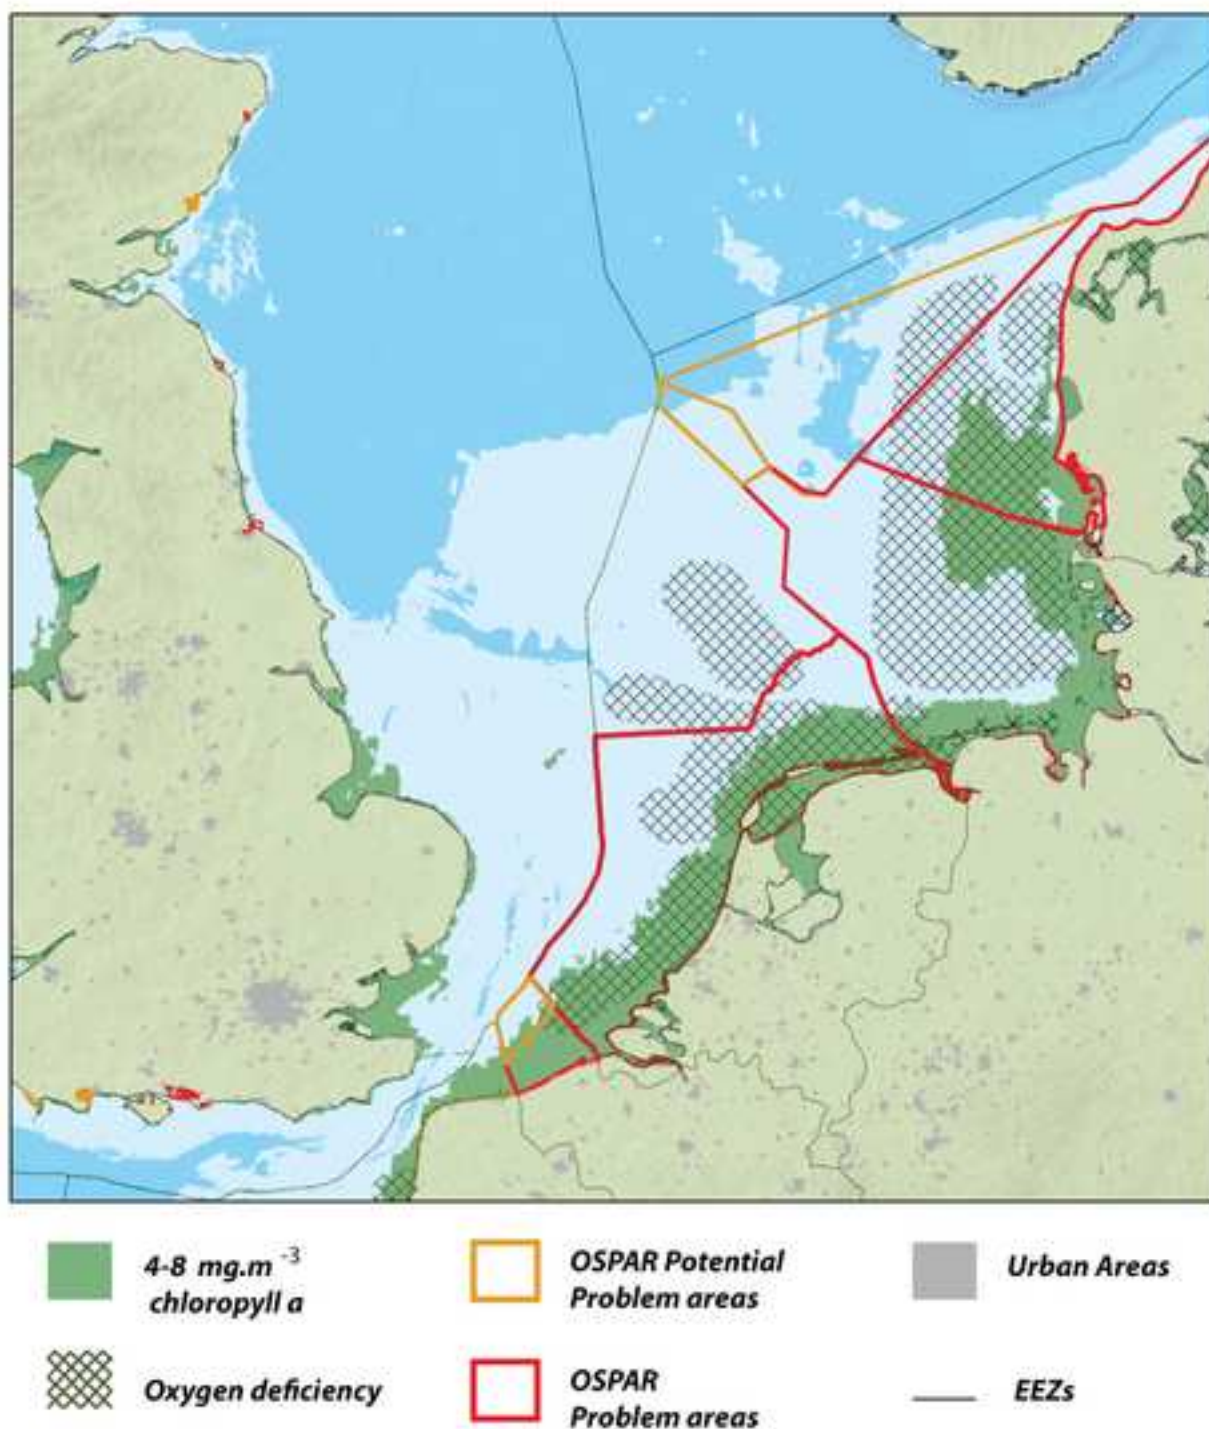 4-8 mg.m -3
chloropyll a
OSPAR Potential
Problem areas
Urban Areas
Oxygen deficiency
OSPAR
Problem areas
EEZs